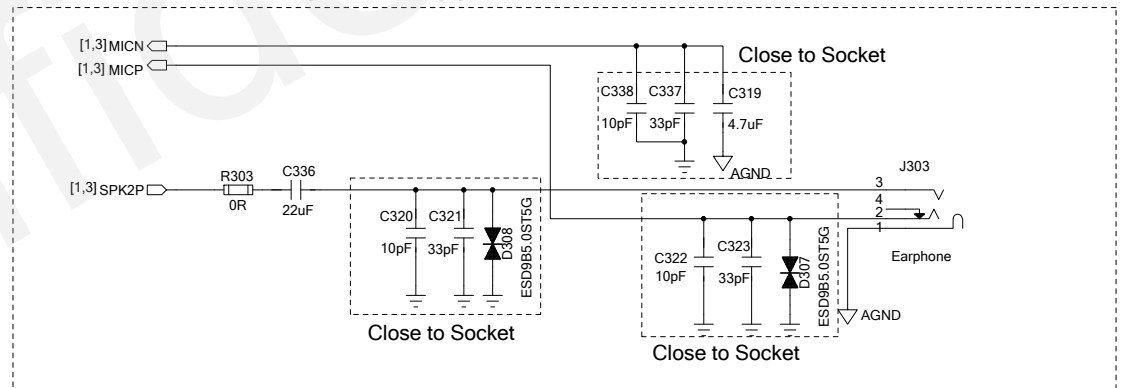 [1,3] MICN
[1,3] MICP
Close to Socket
C338
C337
C319
10pF
33pF
4.7uF
AGND
J303
[1,3] SPK2P
R303
C336
0R
22uF
3
4
2
1
C320
C321
10pF
33pF
D308
ESD9B5.0ST5G
C322
C323
10pF
33pF
D307
ESD9B5.0ST5G
Earphone
AGND
Close to Socket
Close to Socket